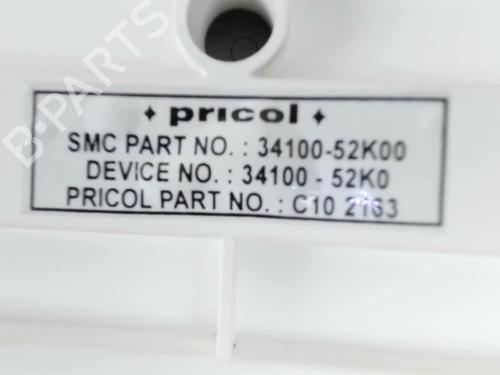 ✦ pricol ✦
SMC PART NO. : 34100-52K00
DEVICE NO. : 34100 - 52K0
PRICOL PART NO. : C10 2163
B-PARTS